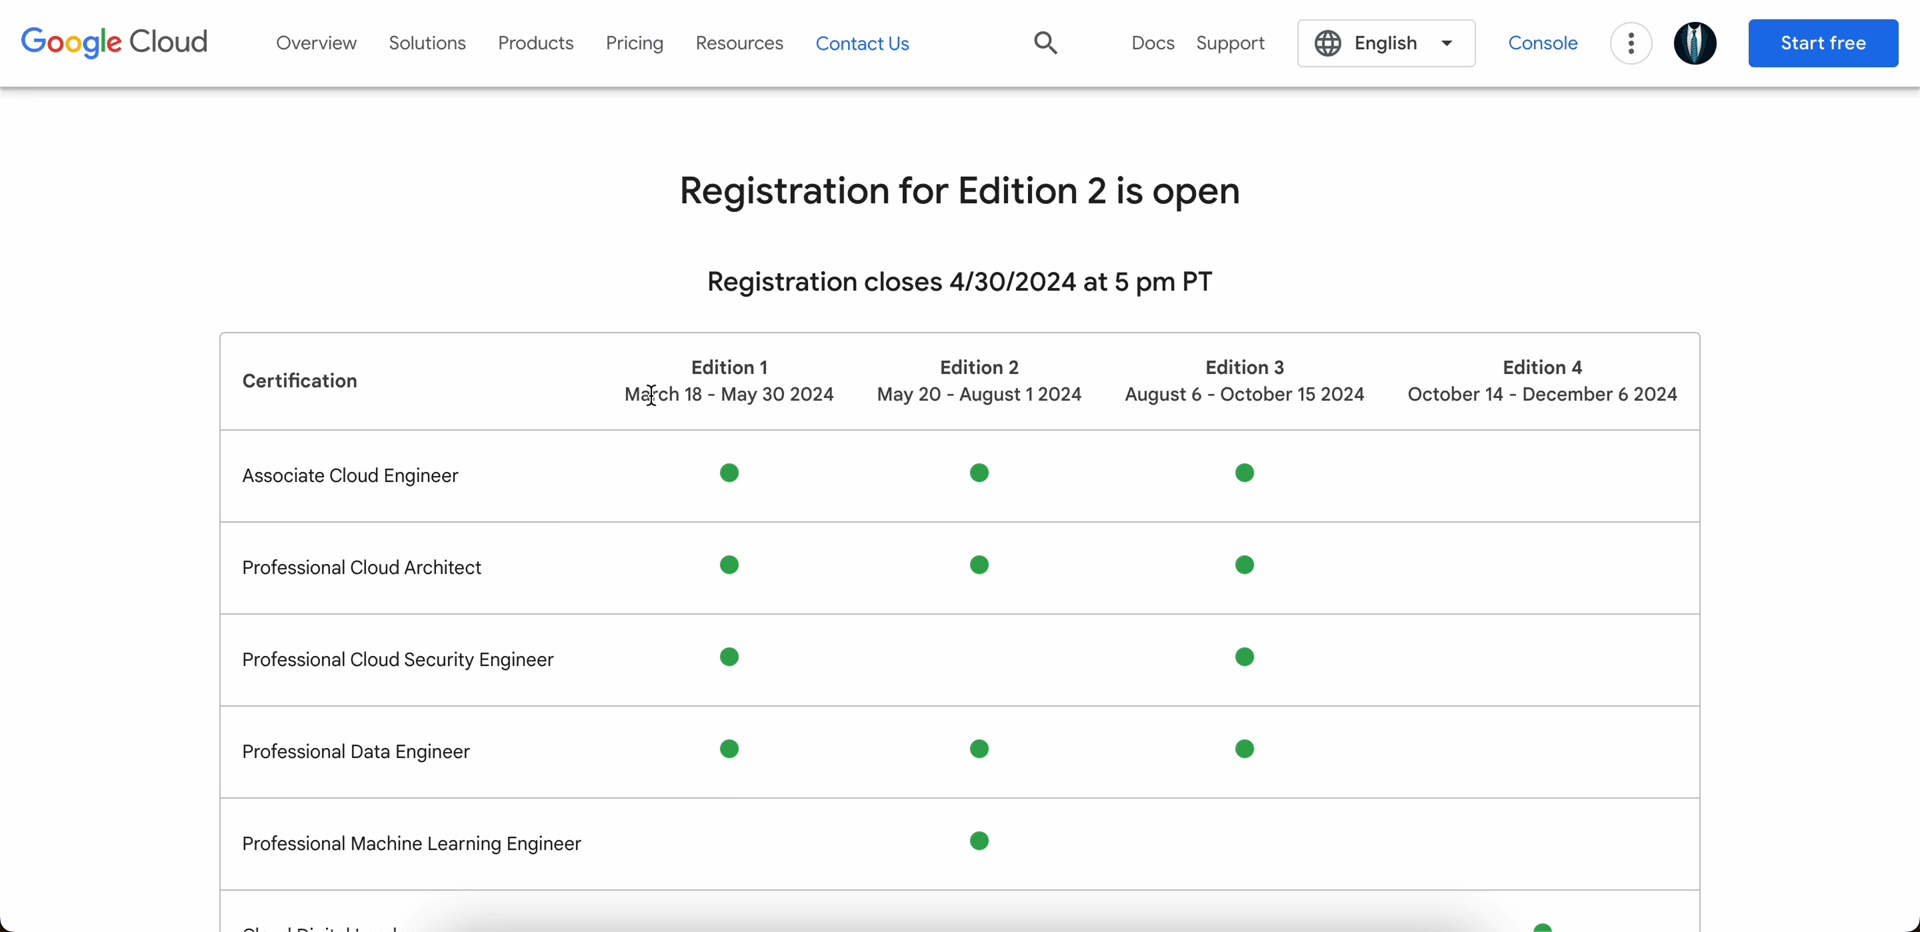 Google Cloud
Overview
Solutions
Products
Pricing
Resources
Contact Us
Docs
Support
English
Console
Start free
Registration for Edition 2 is open
Registration closes 4/30/2024 at 5 pm PT
Certification
Edition 1
March 18 - May 30 2024
Edition 2
May 20 - August 1 2024
Edition 3
August 6 - October 15 2024
Edition 4
October 14 - December 6 2024
Associate Cloud Engineer
Professional Cloud Architect
Professional Cloud Security Engineer
Professional Data Engineer
Professional Machine Learning Engineer